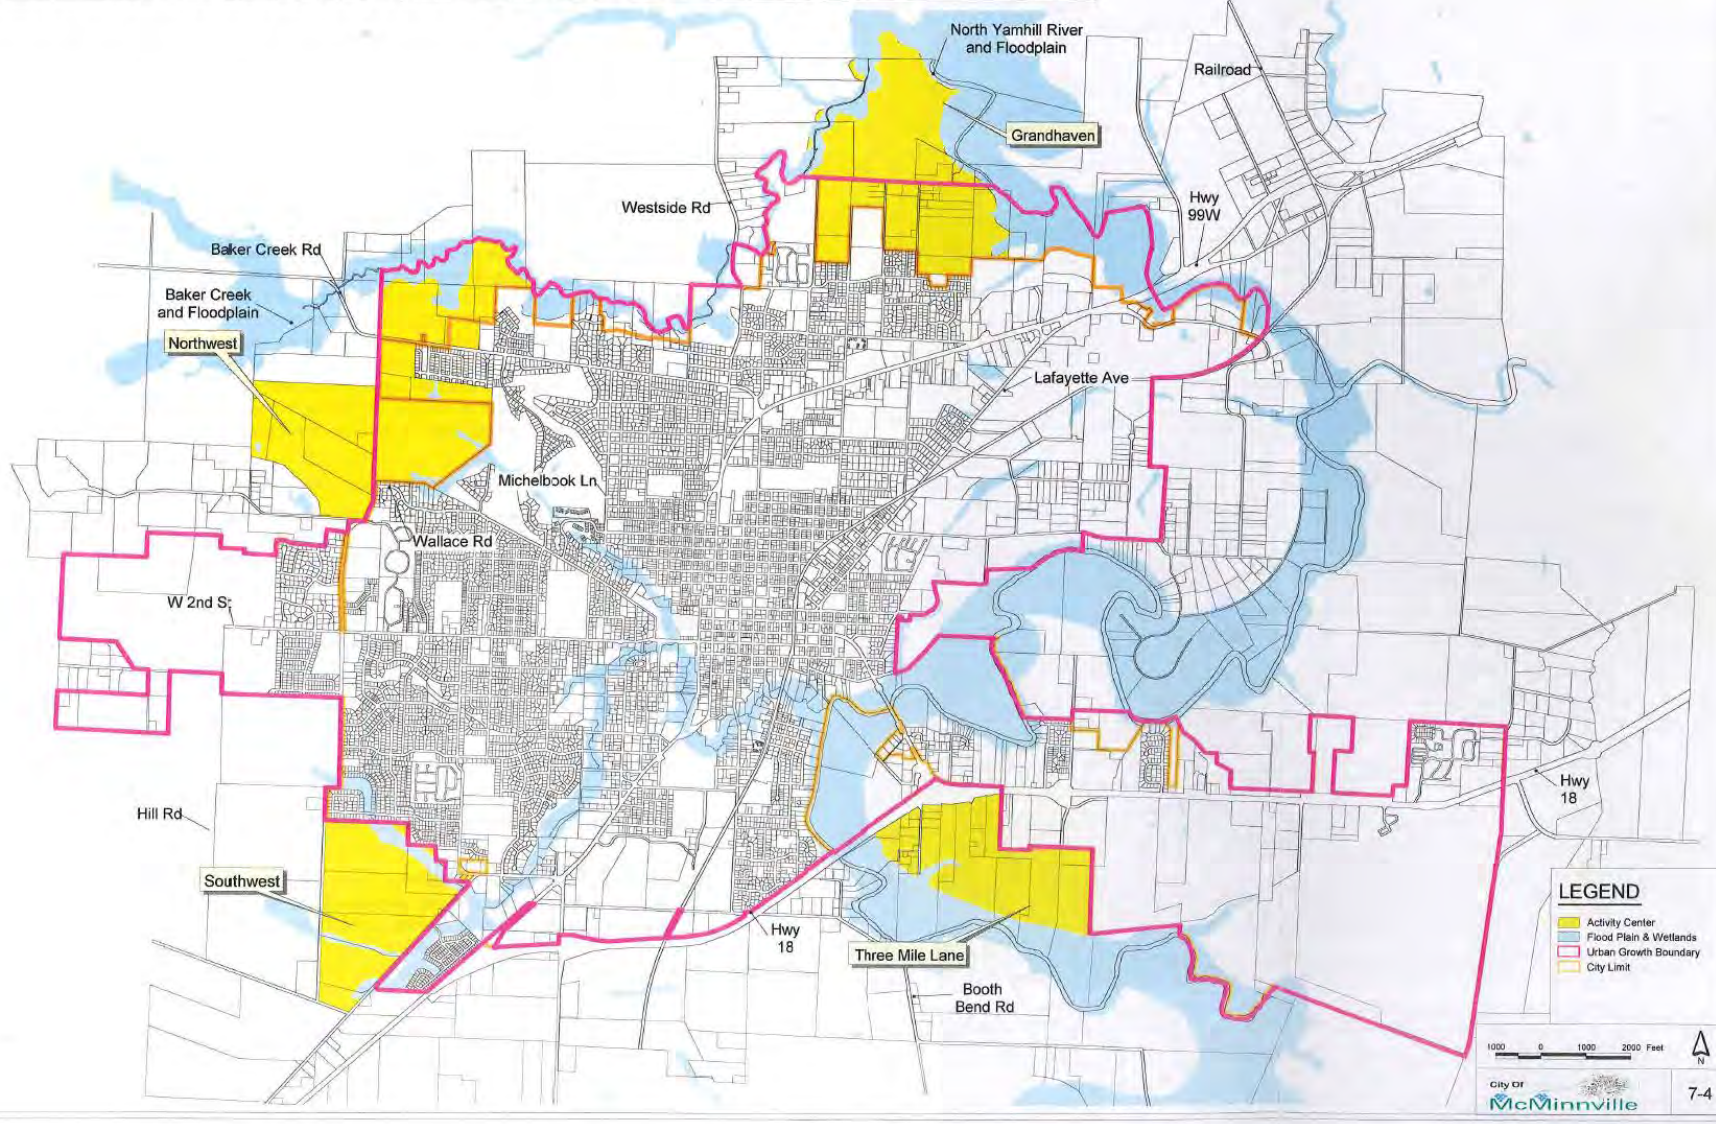 North Yamhill River
and Floodplain
Railroad
Grandhaven
Westside Rd
Hwy
99W
Baker Creek Rd
Baker Creek
and Floodplain
Northwest
Lafayette Ave
Michelbook Ln
Wallace Rd
W 2nd St
Hill Rd
Hwy
18
Southwest
LEGEND
Activity Center
Flood Plain & Wetlands
Urban Growth Boundary
City Limit
Hwy
18
Three Mile Lane
Booth
Bend Rd
1000 0 1000 2000 Feet
N
City Of
McMinnville
7-4